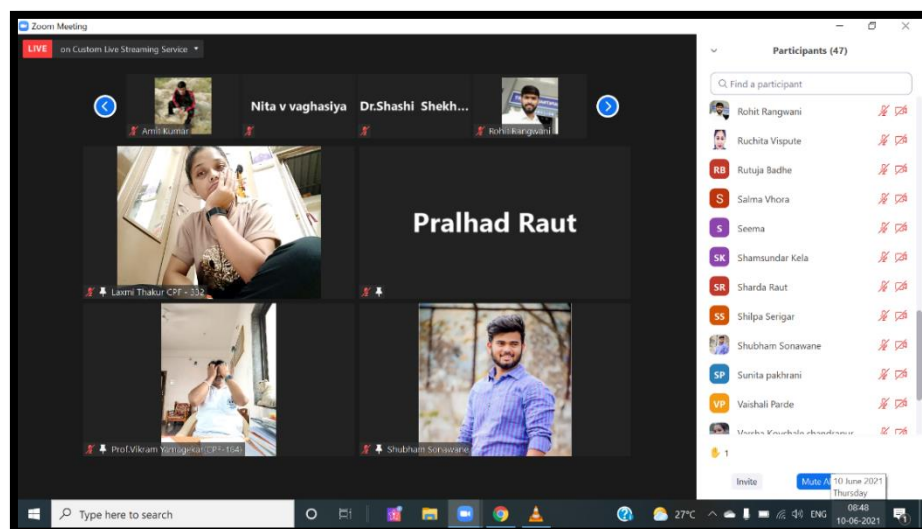 Zoom Meeting
LIVE on Custom Live Streaming Service
Participants (47)
Find a participant
Amit Kumar
Nita v vaghasiya
Dr.Shashi Shekh...
Rohit Rangwani
Laxmi Thakur CPF - 332
Pralhad Raut
Prof.Vikram
Shubham Sonawane
Rohit Rangwani
Ruchita Vispute
RB Rutuja Badhe
S Salma Vhora
S Seema
SK Shamsundar Kela
SR Sharda Raut
SS Shilpa Serigar
Shubham Sonawane
SP Sunita pakhrani
VP Vaishali Parde
Varsha
1
Invite
Mute A
10 June 2021
Thursday
Type here to search
27°C
ENG
08:48
10-06-2021